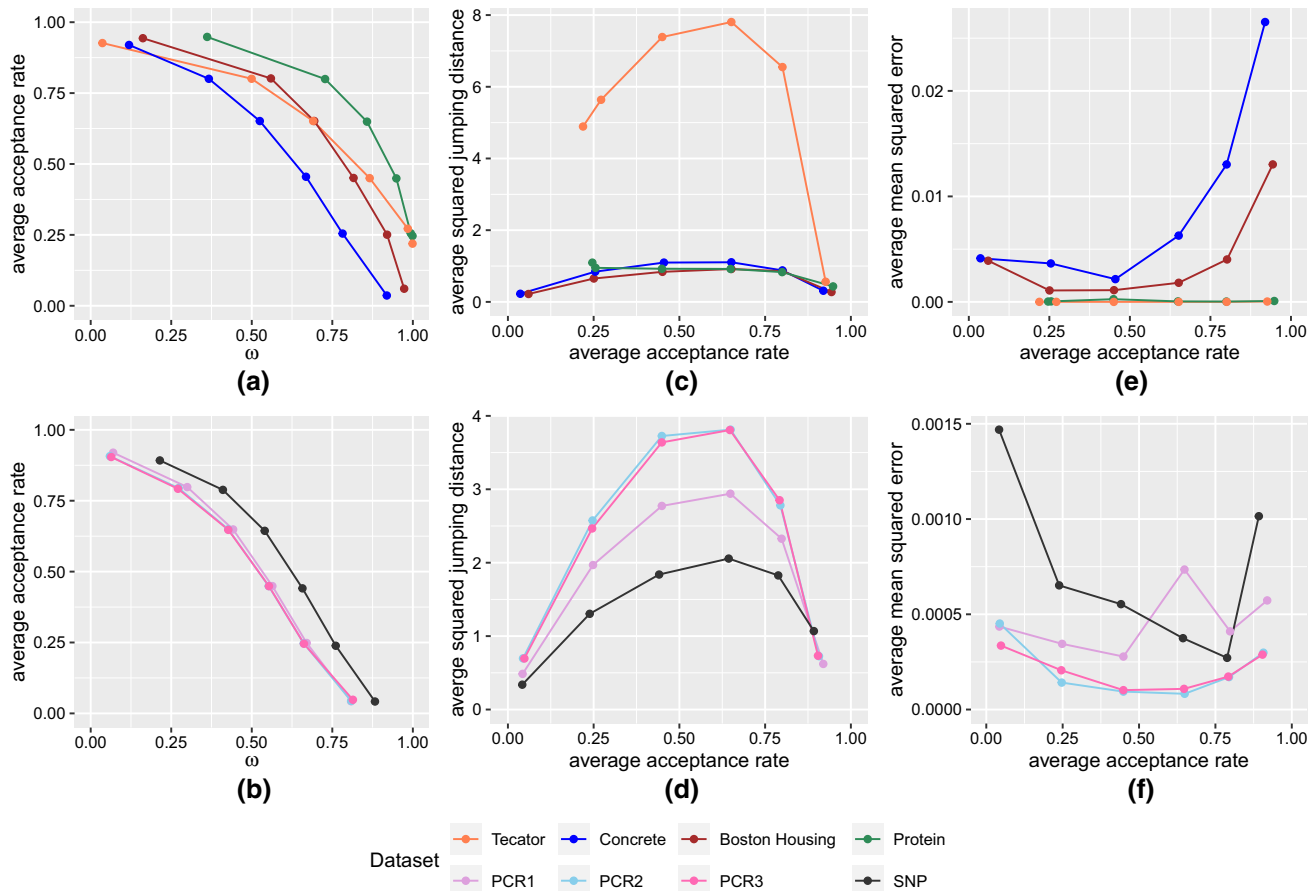 average acceptance rate
1.00
0.75
0.50
0.25
0.00
0.00 0.25 0.50 0.75 1.00
ω
(a)
average squared jumping distance
8
6
4
2
0
0.00 0.25 0.50 0.75 1.00
average acceptance rate
(c)
average mean squared error
0.02
0.01
0.00
0.00 0.25 0.50 0.75 1.00
average acceptance rate
(e)
average acceptance rate
1.00
0.75
0.50
0.25
0.00
0.00 0.25 0.50 0.75 1.00
ω
(b)
averge squared jumping distance
4
3
2
1
0
0.00 0.25 0.50 0.75 1.00
average acceptance rate
(d)
average mean squared error
0.0015
0.0010
0.0005
0.0000
0.00 0.25 0.50 0.75 1.00
average acceptance rate
(f)
Dataset
Tecator Concrete Boston Housing Protein
PCR1 PCR2 PCR3 SNP